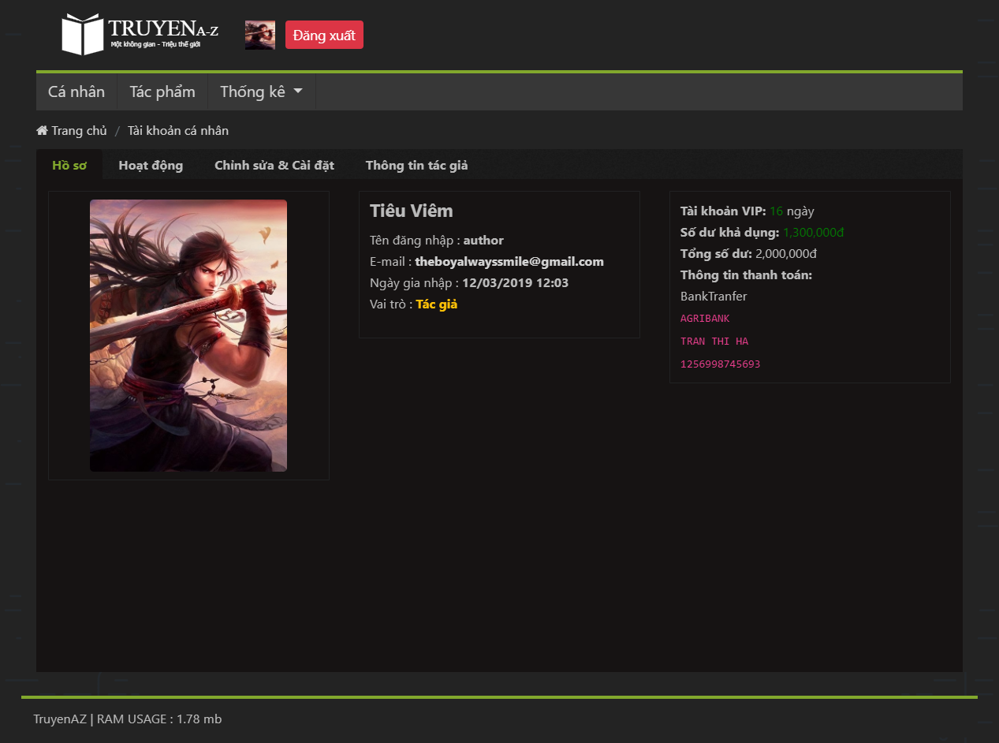 TRUYENA-Z
Một không gian - Triệu thế giới
Đăng xuất
Cá nhân
Tác phẩm
Thống kê
Trang chủ / Tài khoản cá nhân
Hồ sơ
Hoạt động
Chỉnh sửa & Cài đặt
Thông tin tác giả
Tiêu Viêm
Tên đăng nhập : author
E-mail : theboyalwayssmile@gmail.com
Ngày gia nhập : 12/03/2019 12:03
Vai trò : Tác giả
Tài khoản VIP: 16 ngày
Số dư khả dụng: 1,300,000đ
Tổng số dư: 2,000,000đ
Thông tin thanh toán:
BankTranfer
AGRIBANK
TRAN THI HA
1256998745693
TruyenAZ | RAM USAGE : 1.78 mb